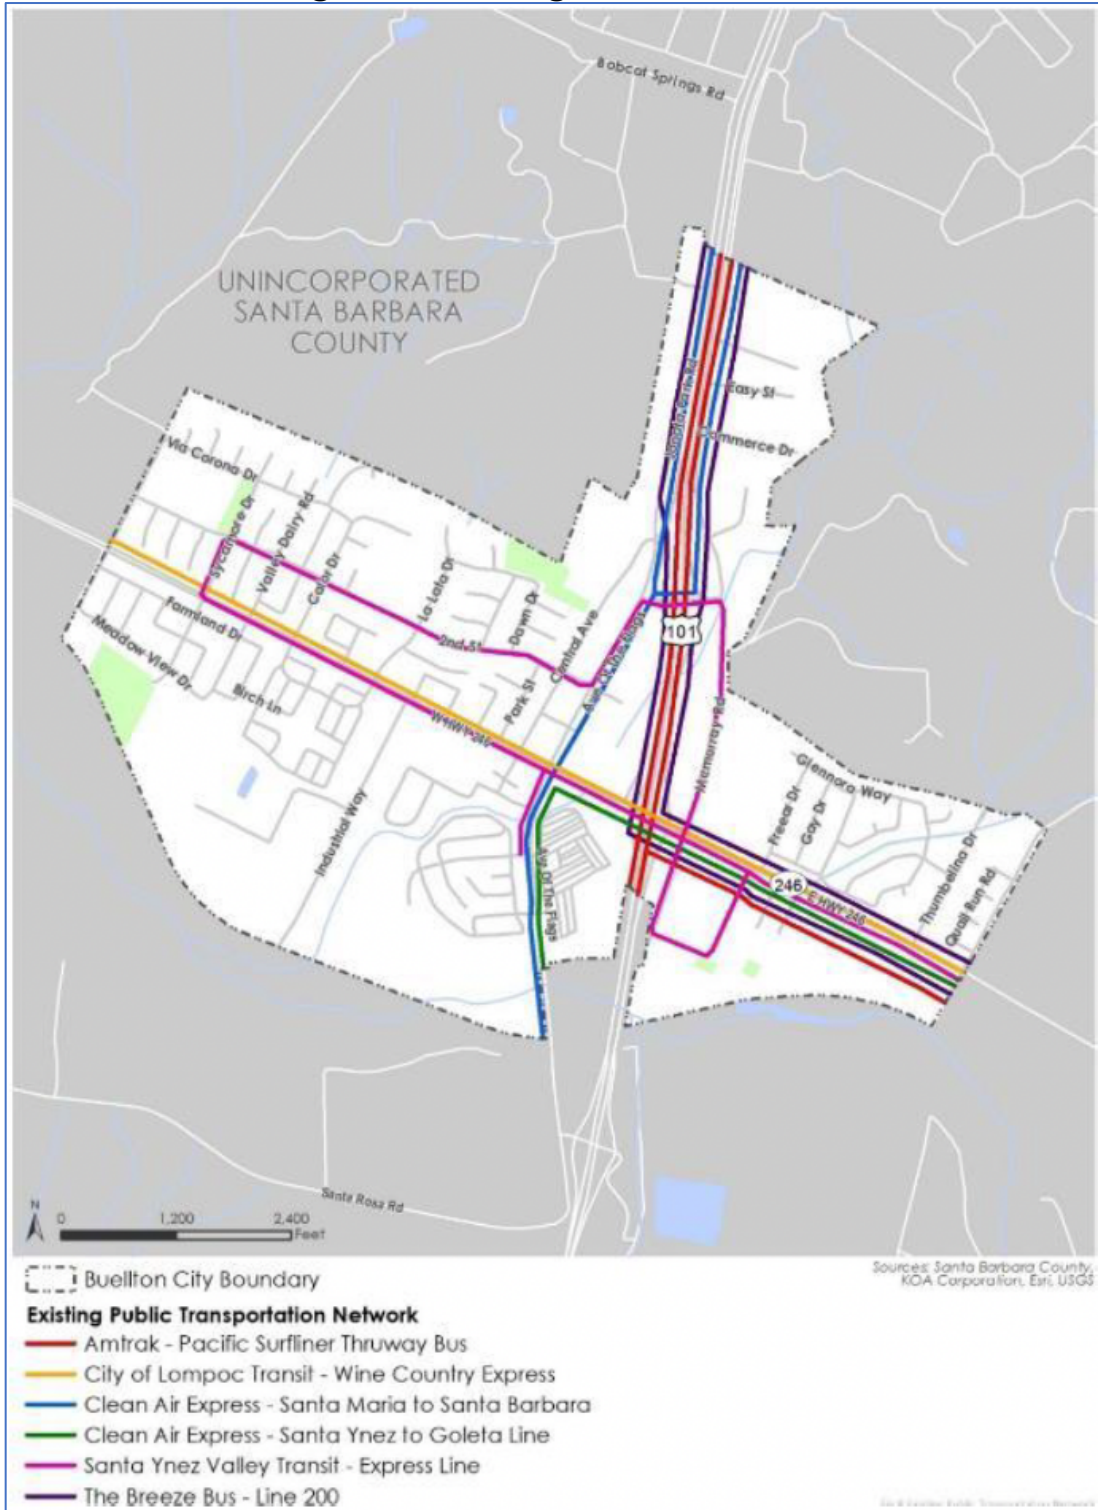 Bobcat Springs Rd
UNINCORPORATED
SANTA BARBARA
COUNTY
Easy St
Commerce Dr
Via Corona Dr
Sycamore Dr
Valley Dairy Rd
Color Dr
La Lata Dr
Farmland Dr
Meadow View Dr
2nd St
Dawn Dr
Central Ave
Ave Of The Flags
101
Birch Ln
Park St
W HWY 246
Mcmurray Rd
Glennora Way
Freear Dr
Gay Dr
Industrial Way
Ave Of The Flags
246
E HWY 246
Thumbelina Dr
Quail Run Rd
Santa Rosa Rd
N
0 1,200 2,400
Feet
Buellton City Boundary
Sources: Santa Barbara County,
KOA Corporation, Esri, USGS
Existing Public Transportation Network
Amtrak - Pacific Surfliner Thruway Bus
City of Lompoc Transit - Wine Country Express
Clean Air Express - Santa Maria to Santa Barbara
Clean Air Express - Santa Ynez to Goleta Line
Santa Ynez Valley Transit - Express Line
The Breeze Bus - Line 200